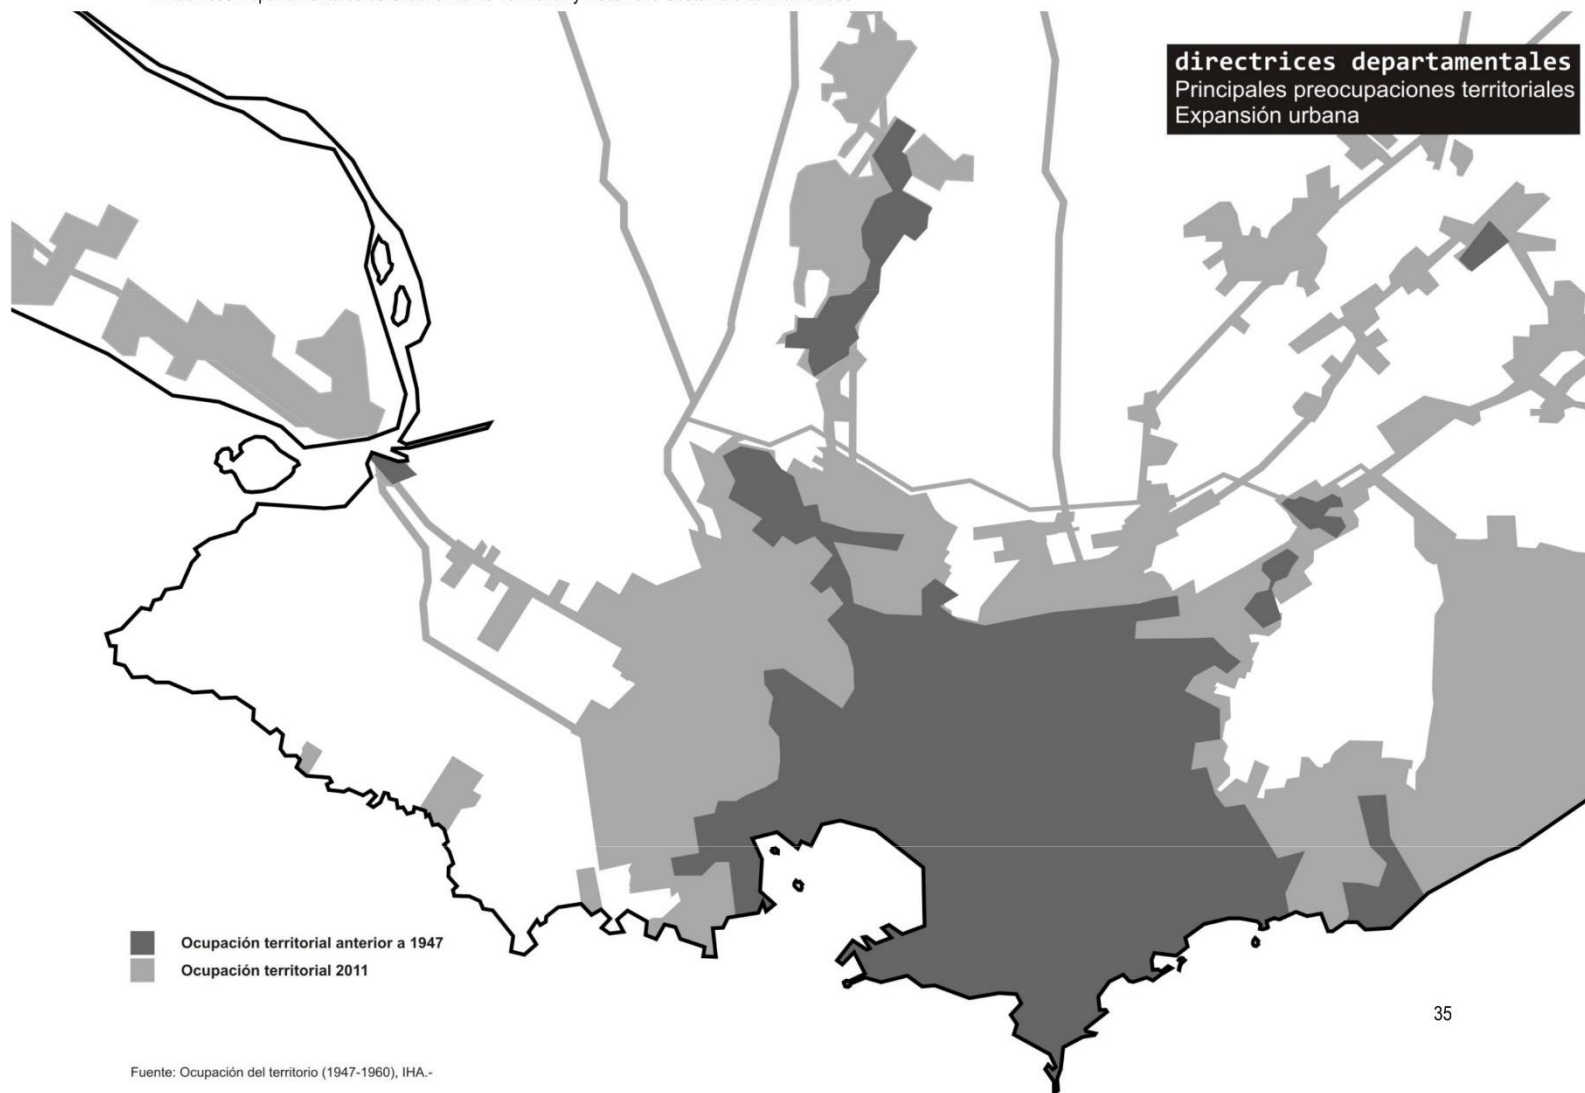 directrices departamentales
Principales preocupaciones territoriales
Expansión urbana
Ocupación territorial anterior a 1947
Ocupación territorial 2011
35
Fuente: Ocupación del territorio (1947-1960), IHA.-